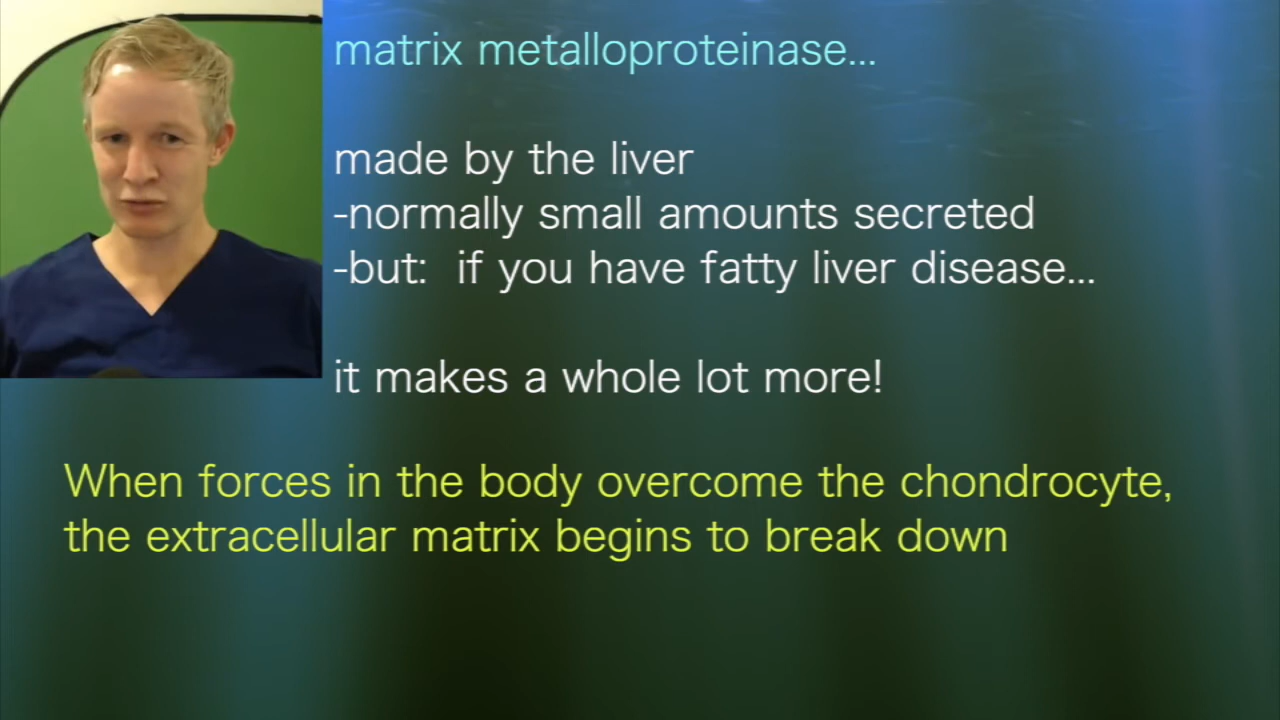 matrix metalloproteinase...
made by the liver
-normally small amounts secreted
-but:  if you have fatty liver disease...
it makes a whole lot more!
When forces in the body overcome the chondrocyte,
the extracellular matrix begins to break down